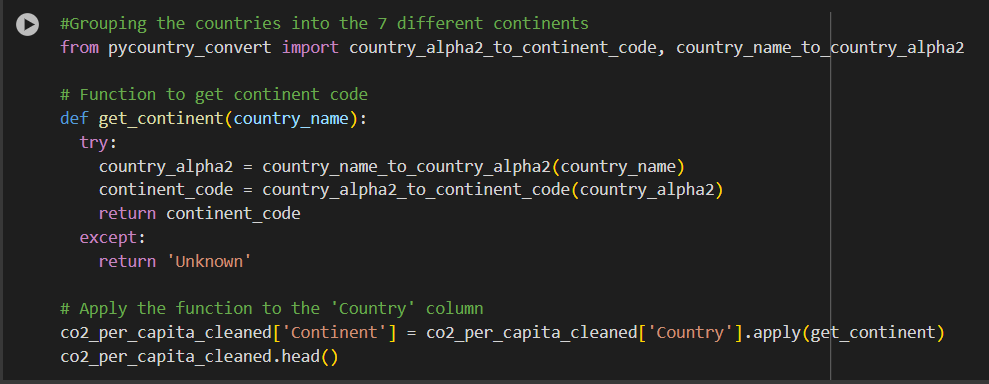 #Grouping the countries into the 7 different continents
from pycountry_convert import country_alpha2_to_continent_code, country_name_to_country_alpha2
# Function to get continent code
def get_continent(country_name):
  try:
    country_alpha2 = country_name_to_country_alpha2(country_name)
    continent_code = country_alpha2_to_continent_code(country_alpha2)
    return continent_code
  except:
    return 'Unknown'
# Apply the function to the 'Country' column
co2_per_capita_cleaned['Continent'] = co2_per_capita_cleaned['Country'].apply(get_continent)
co2_per_capita_cleaned.head()